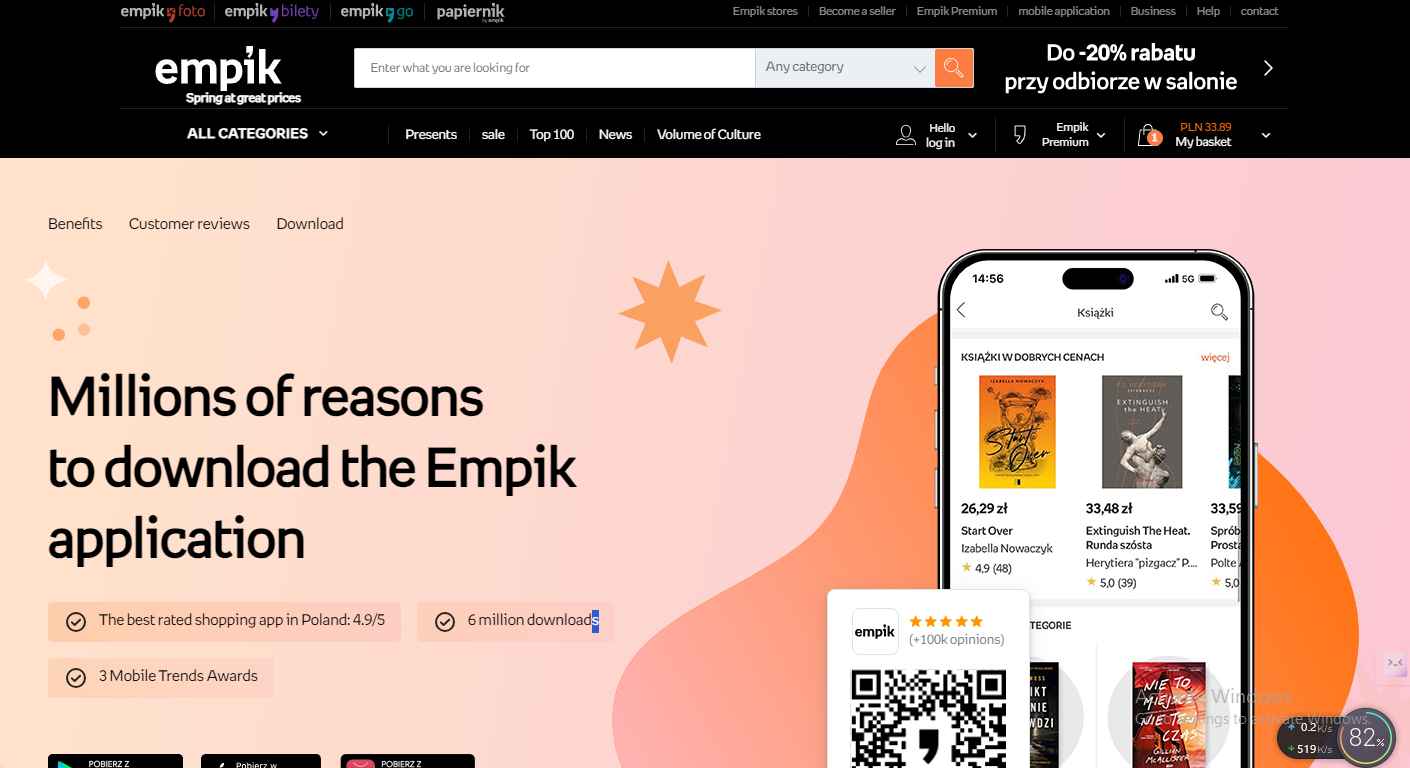 empik foto empik bilety empik go papiernik by empik Empik stores Become a seller Empik Premium mobile application Business Help contact
empik
Spring at great prices
Enter what you are looking for
Any category
Do -20% rabatu
przy odbiorze w salonie
ALL CATEGORIES Presents sale Top 100 News Volume of Culture
Hello
log in
Empik
Premium
1
PLN 33.89
My basket
Benefits Customer reviews Download
Millions of reasons
to download the Empik
application
The best rated shopping app in Poland: 4.9/5
6 million downloads
3 Mobile Trends Awards
POBIERZ Z
Pobierz w
POBIERZ Z
14:56 5G
Książki
KSIĄŻKI W DOBRYCH CENACH więcej
IZABELLA NOWACZYK
Start Over
P.S. HERYTIERA
EXTINGUISH
the HEAT
26,29 zł
Start Over
Izabella Nowaczyk
4,9 (48)
33,48 zł
Extinguish The Heat.
Runda szósta
Herytiera "pizgacz" P....
5,0 (39)
33,59
Sprób
Prosta
Polte
5,0
empik
(+100k opinions)
TEGORIE
NIE TO
MIEJSCE
NIE TEN
CZAS
GILLIAN
McALLISTER
Activate Windows
Go to Settings to activate Windows.
0.2 K/s
519 K/s
82%